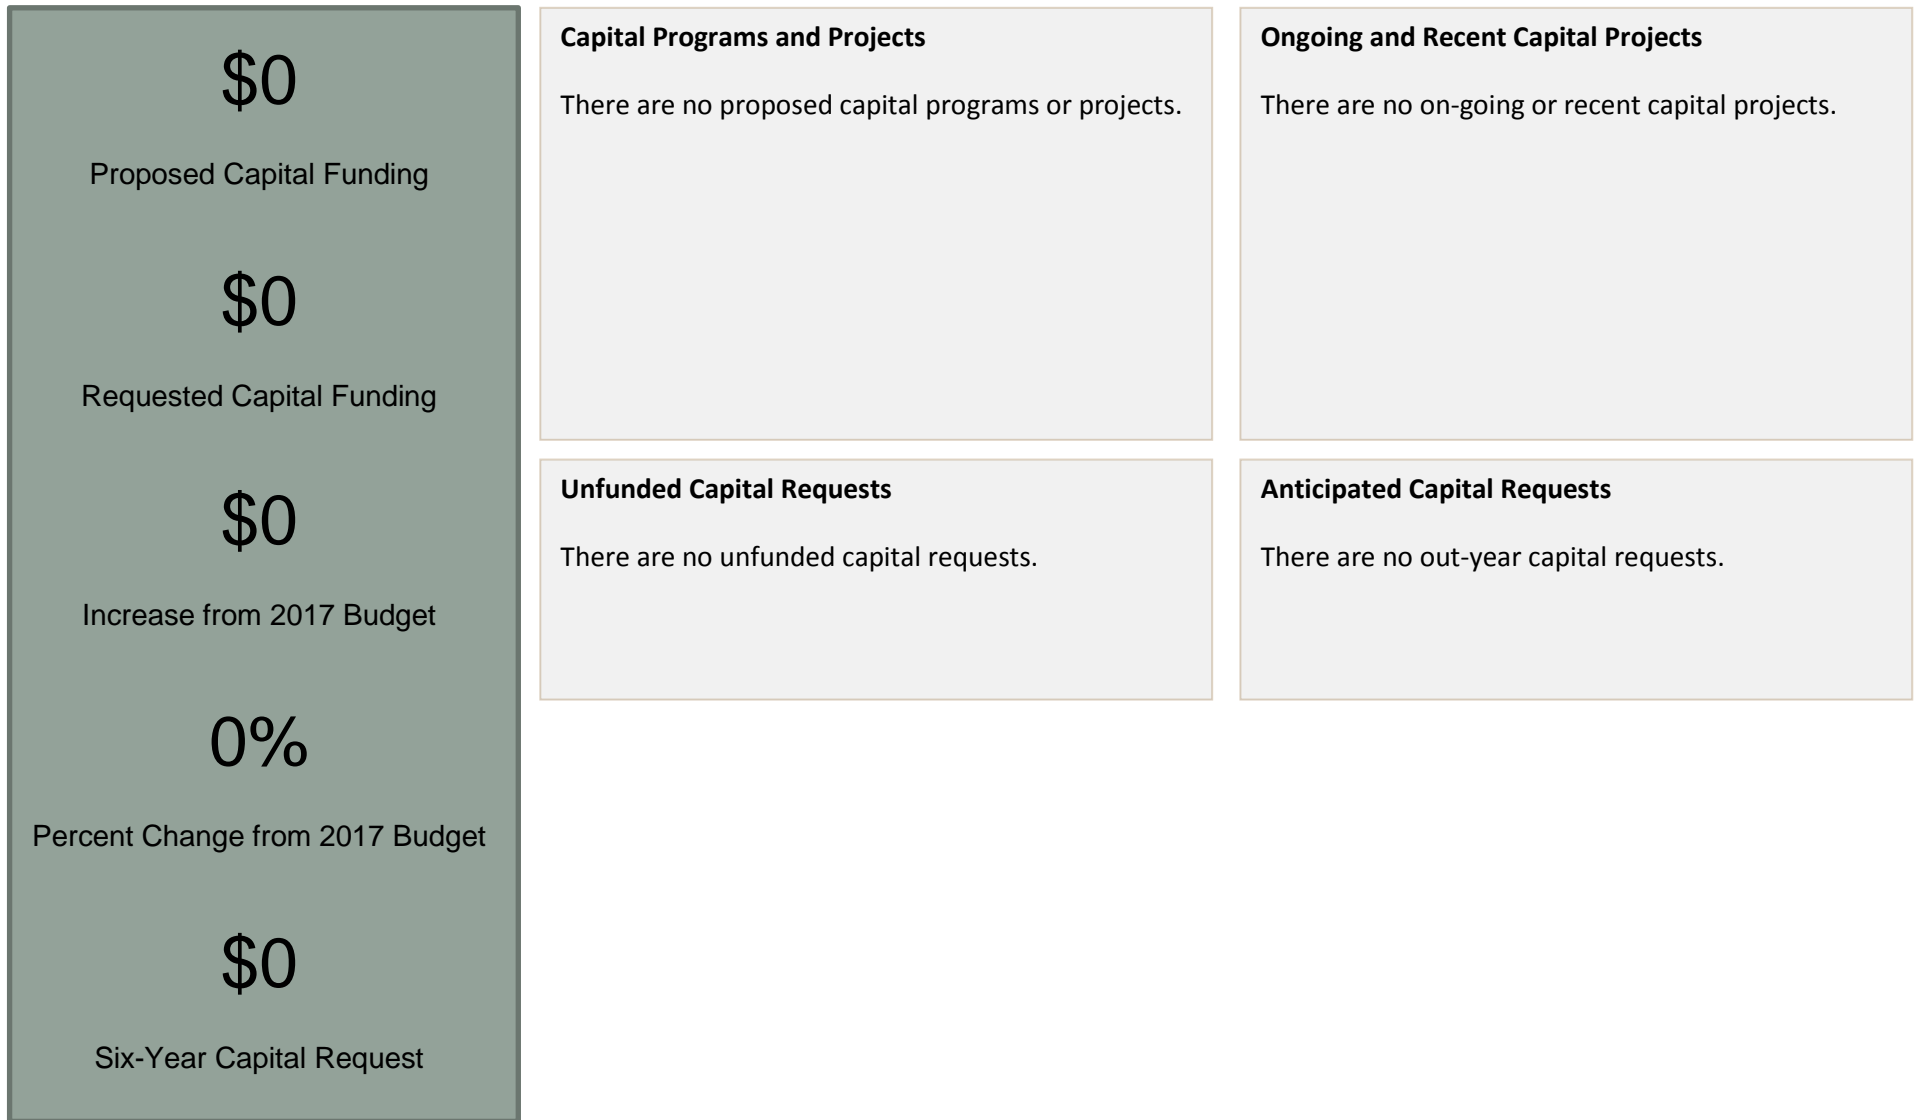 $0
Proposed Capital Funding
$0
Requested Capital Funding
$0
Increase from 2017 Budget
0%
Percent Change from 2017 Budget
$0
Six-Year Capital Request
Capital Programs and Projects
There are no proposed capital programs or projects.
Ongoing and Recent Capital Projects
There are no on-going or recent capital projects.
Unfunded Capital Requests
There are no unfunded capital requests.
Anticipated Capital Requests
There are no out-year capital requests.